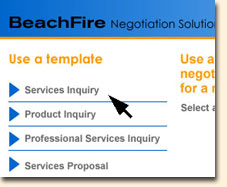 BeachFire Negotiation Solution
Use a template
Services Inquiry
Product Inquiry
Professional Services Inquiry
Services Proposal
Use a
negot
for a r
Select a